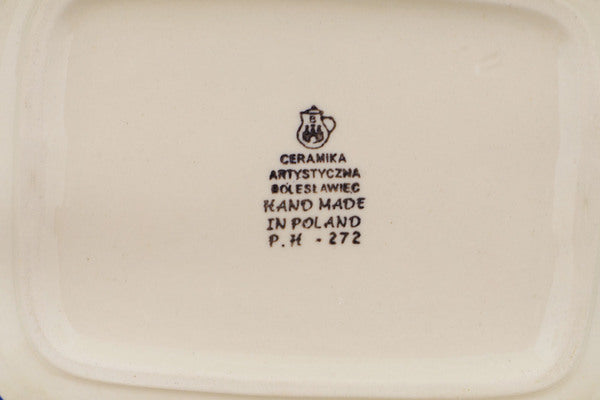 B
CERAMIKA
ARTYSTYCZNA
BOLESŁAWIEC
HAND MADE
IN POLAND
P.H - 272